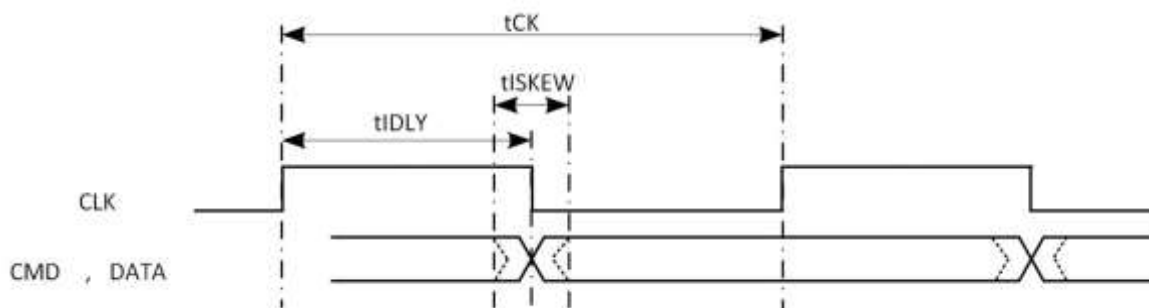 tCK
tISKEW
tIDLY
CLK
CMD , DATA